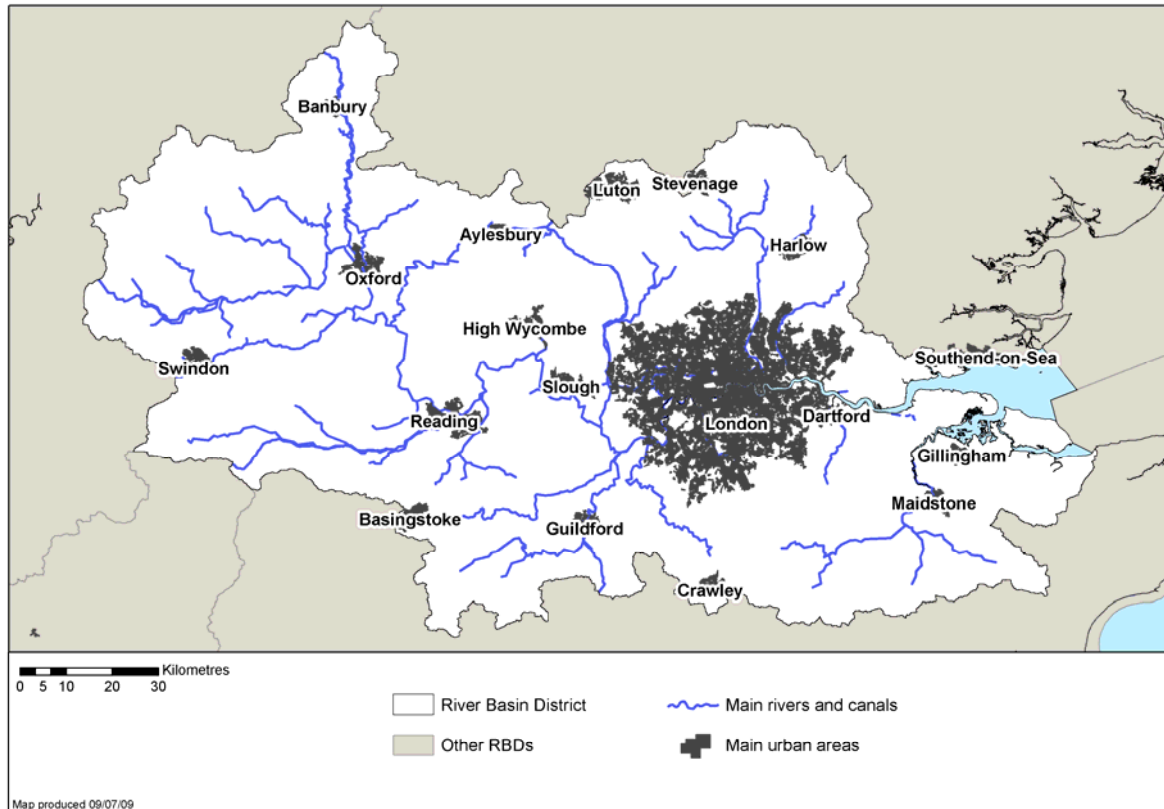 Banbury
Luton
Stevenage
Aylesbury
Harlow
Oxford
High Wycombe
Swindon
Southend-on-Sea
Slough
Reading
London
Dartford
Gillingham
Maidstone
Basingstoke
Guildford
Crawley
Kilometres
0 5 10 20 30
River Basin District
Main rivers and canals
Other RBDs
Main urban areas
Map produced 09/07/09